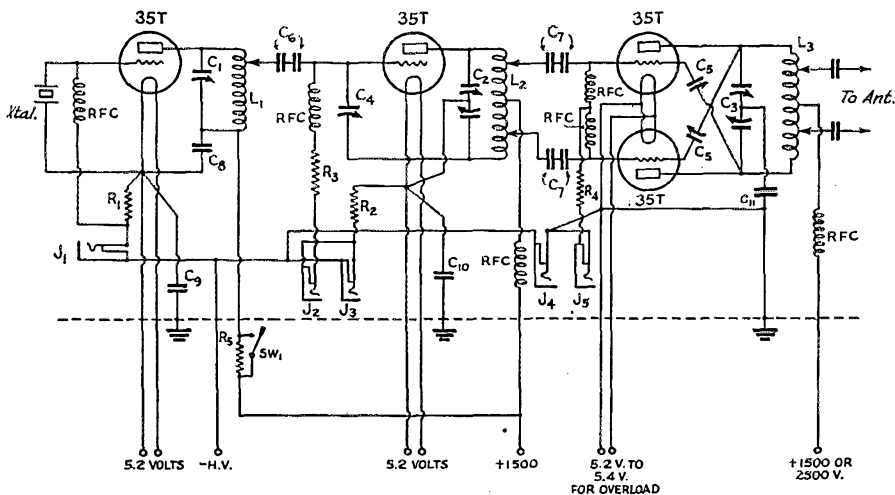 35T
35T
35T
35T
Xtal.
RFC
C1
L1
C8
R1
J1
C9
R5
SW1
C6
RFC
R3
C4
R2
J2
J3
C10
C2
L2
RFC
C7
C7
RFC
RFC
R4
J4
J5
C5
C5
C3
C11
L3
To Ant.
RFC
5.2 VOLTS
-H.V.
5.2 VOLTS
+1500
5.2 V. TO
5.4 V.
FOR OVERLOAD
+1500 OR
2500 V.